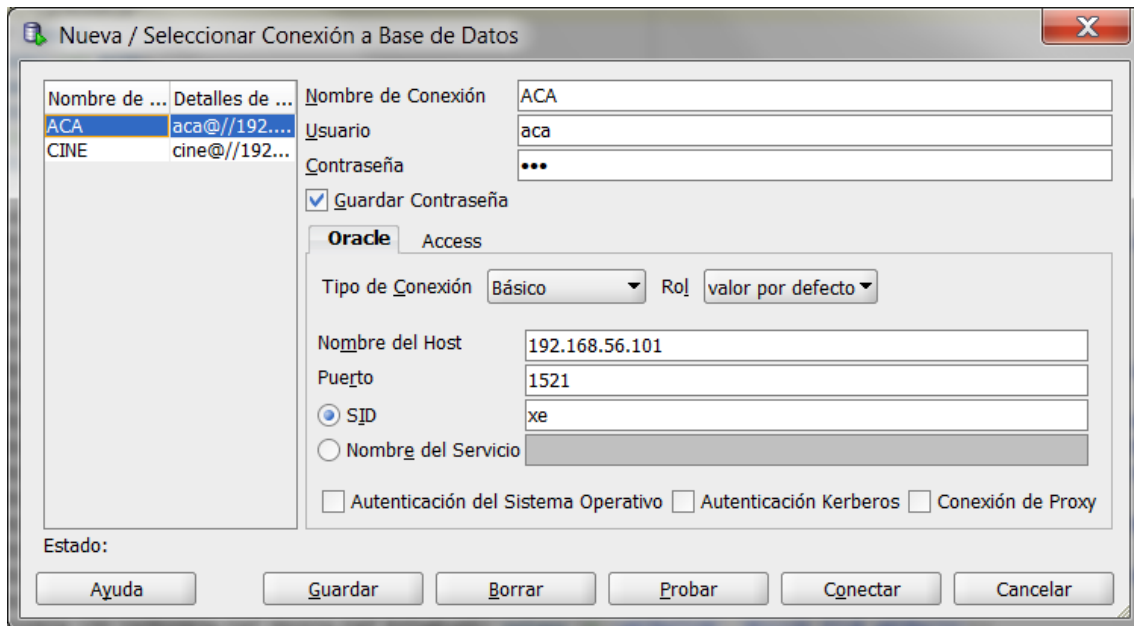 Nueva / Seleccionar Conexión a Base de Datos
Nombre de ... Detalles de ...
ACA aca@//192....
CINE cine@//192...
Nombre de Conexión ACA
Usuario aca
Contraseña •••
Guardar Contraseña
Oracle Access
Tipo de Conexión Básico Rol valor por defecto
Nombre del Host 192.168.56.101
Puerto 1521
SID xe
Nombre del Servicio
Autenticación del Sistema Operativo Autenticación Kerberos Conexión de Proxy
Estado:
Ayuda Guardar Borrar Probar Conectar Cancelar